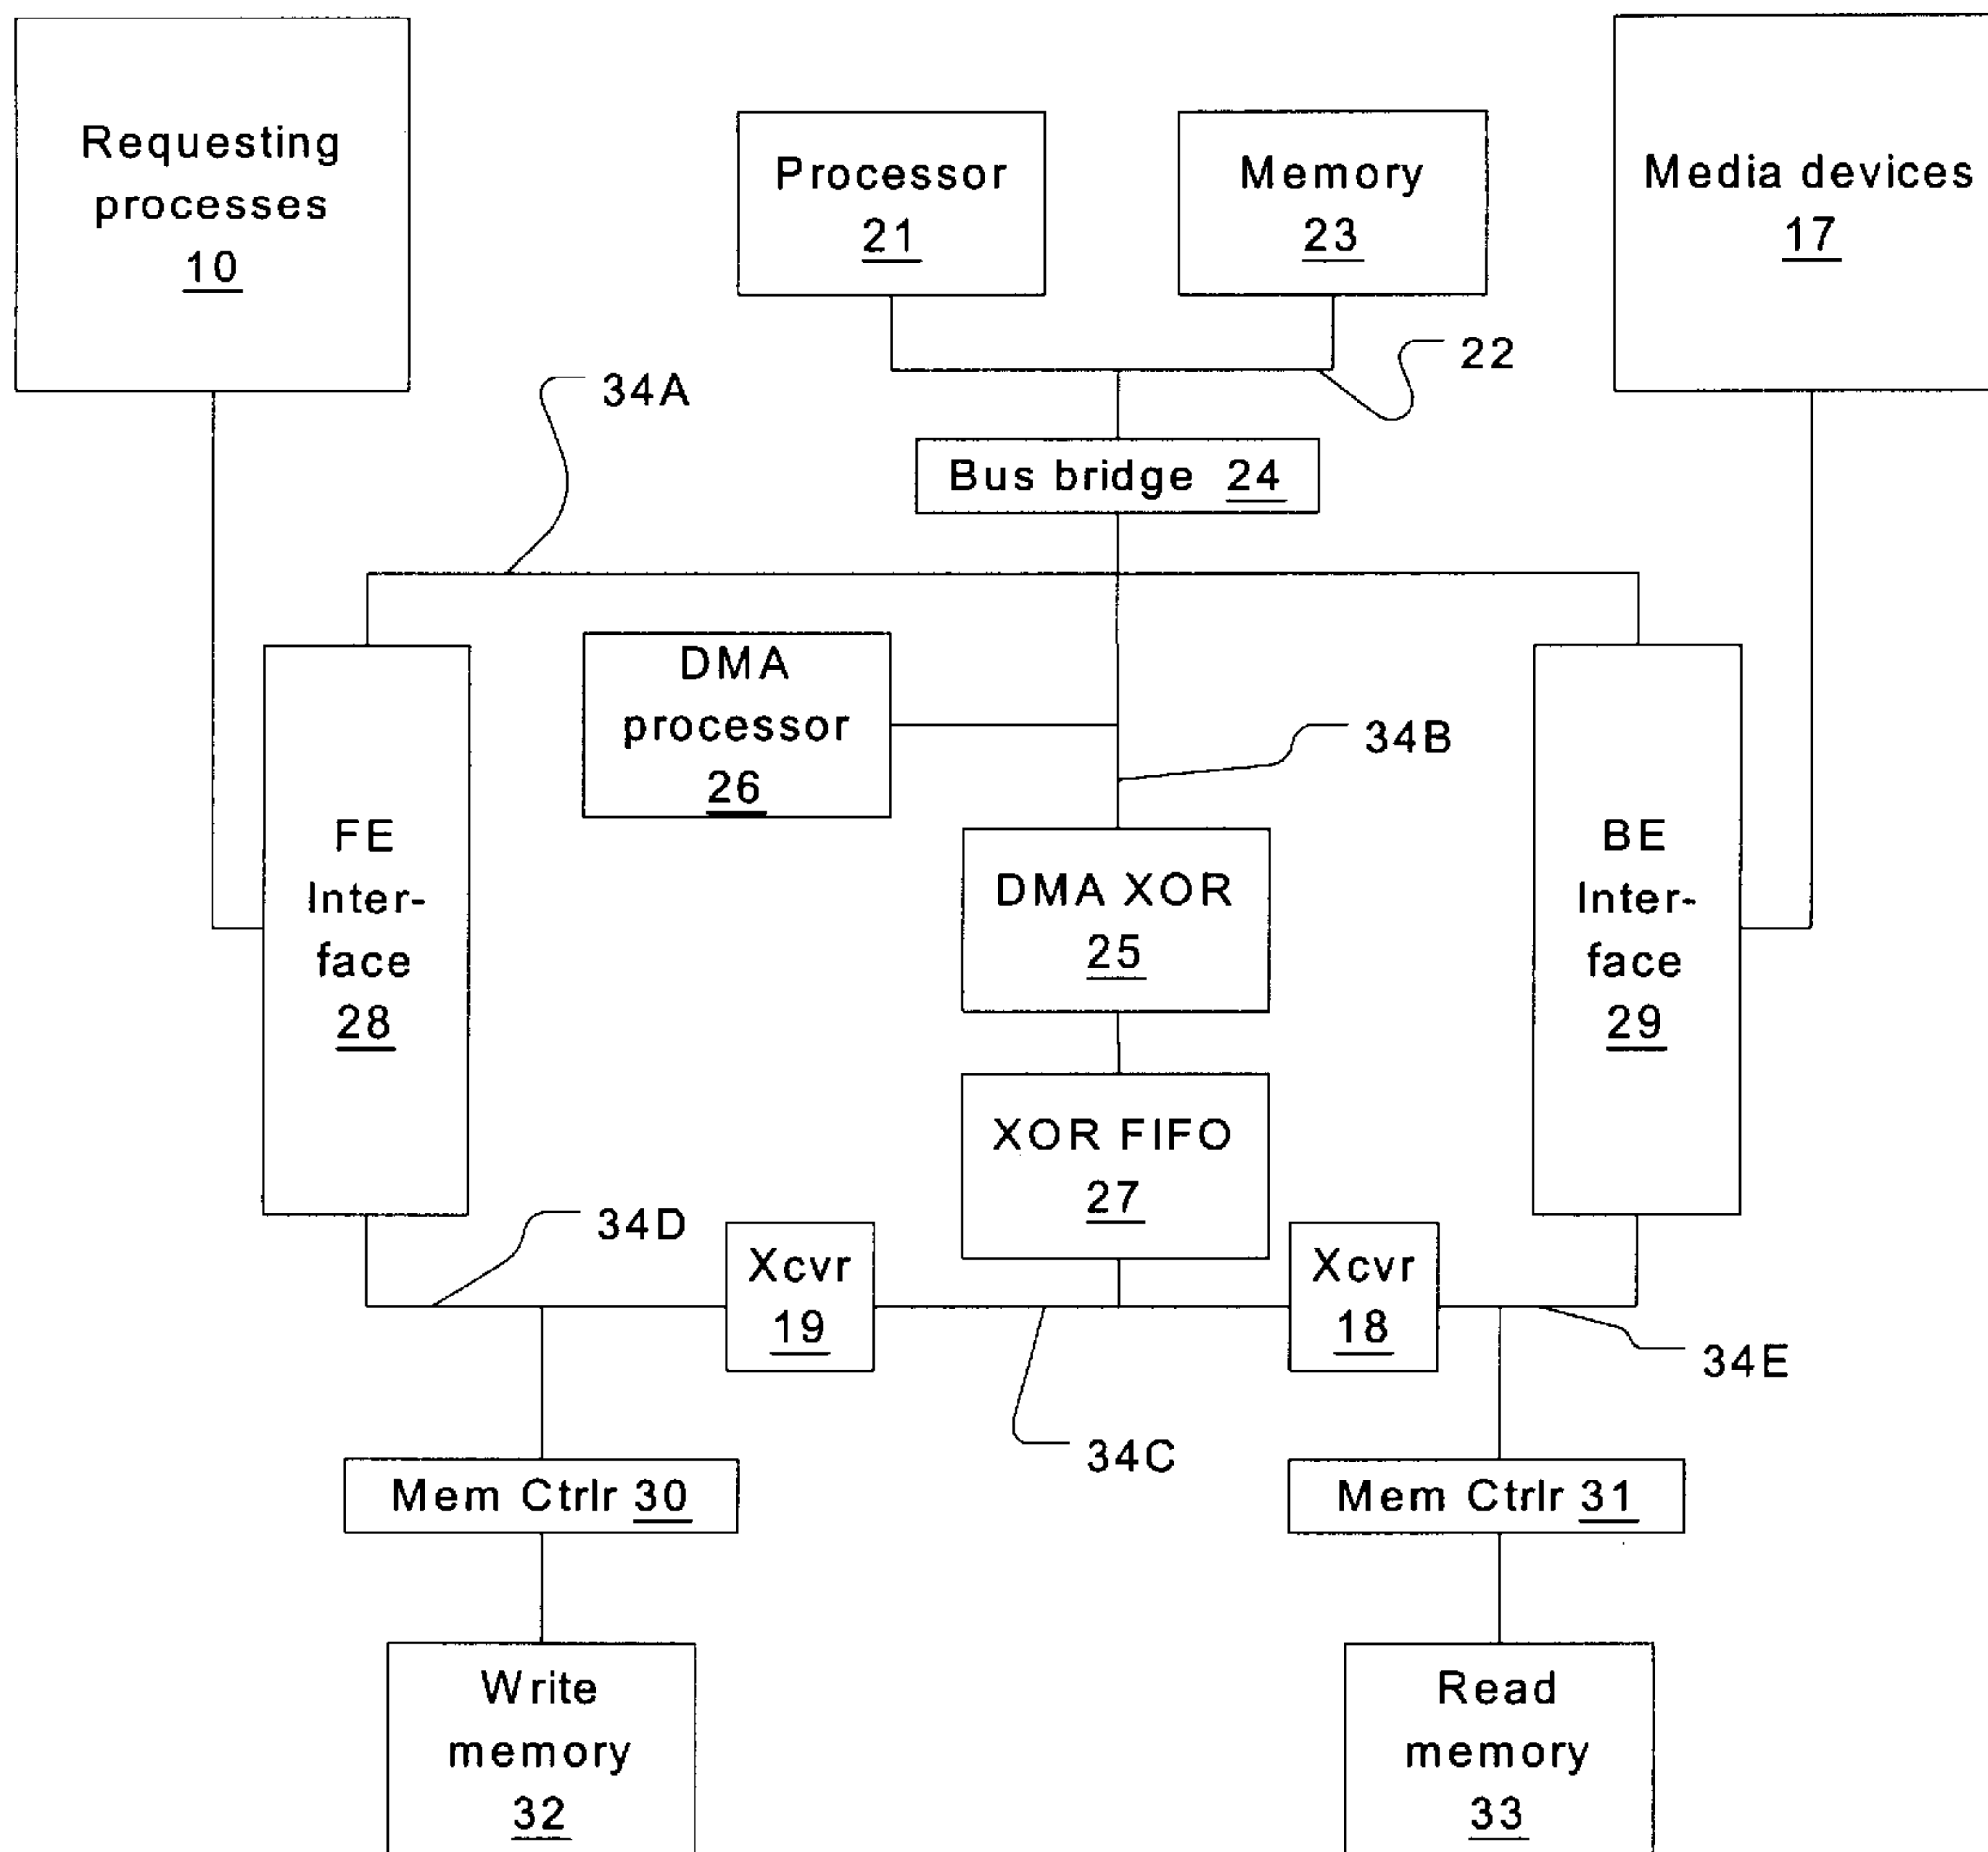 Requesting
processes
10
Processor
21
Memory
23
Media devices
17
22
34A
Bus bridge 24
DMA
processor
26
34B
FE
Inter-
face
28
DMA XOR
25
BE
Inter-
face
29
XOR FIFO
27
34D
Xcvr
19
Xcvr
18
34E
34C
Mem Ctrlr 30
Mem Ctrlr 31
Write
memory
32
Read
memory
33